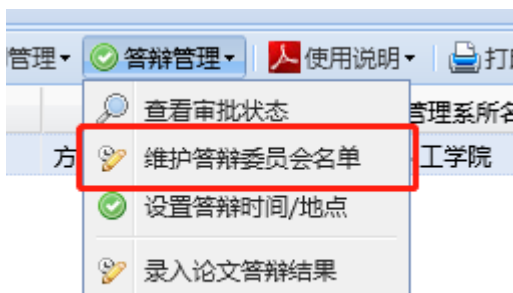 管理 答辩管理 使用说明 打印
查看审批状态 管理系所名
方 维护答辩委员会名单 工学院
设置答辩时间/地点
录入论文答辩结果